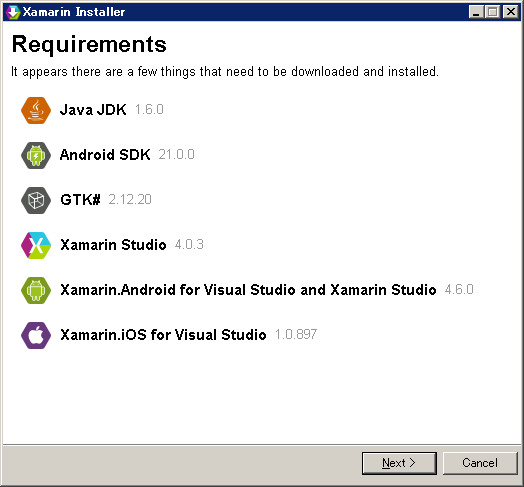 Xamarin Installer
Requirements
It appears there are a few things that need to be downloaded and installed.
Java JDK 1.6.0
Android SDK 21.0.0
GTK# 2.12.20
Xamarin Studio 4.0.3
Xamarin.Android for Visual Studio and Xamarin Studio 4.6.0
Xamarin.iOS for Visual Studio 1.0.897
Next >
Cancel